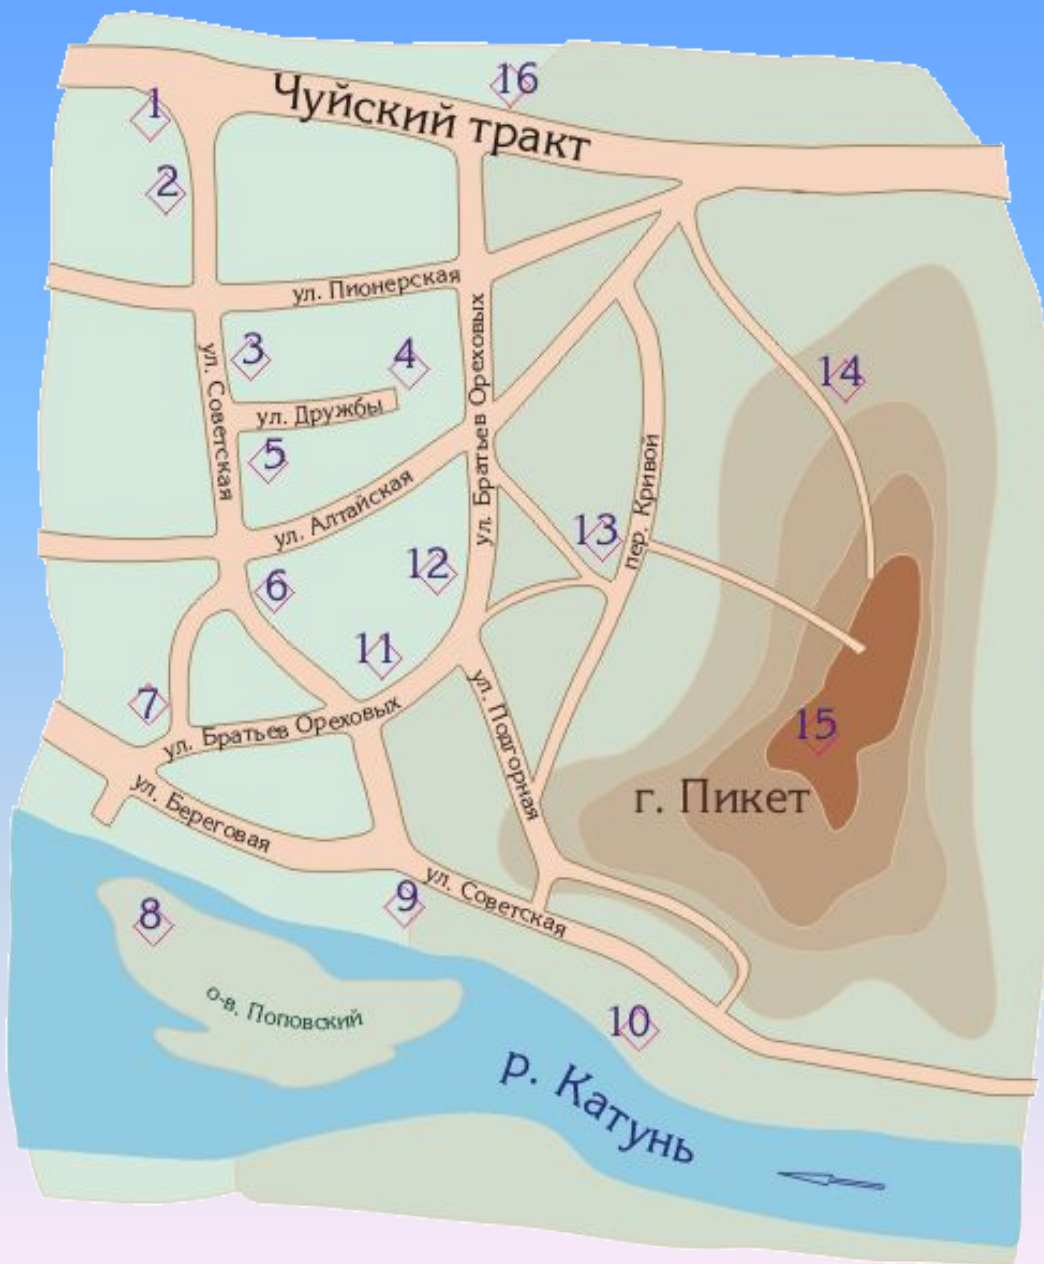 16
1
Чуйский тракт
2
ул. Пионерская
3
4
14
ул. Советская
ул. Братьев Ореховых
ул. Дружбы
5
ул. Алтайская
пер. Кривой
13
12
6
11
7
ул. Братьев Ореховых
ул. Подгорная
15
г. Пикет
ул. Береговая
ул. Советская
9
8
о-в. Поповский
10
р. Катунь